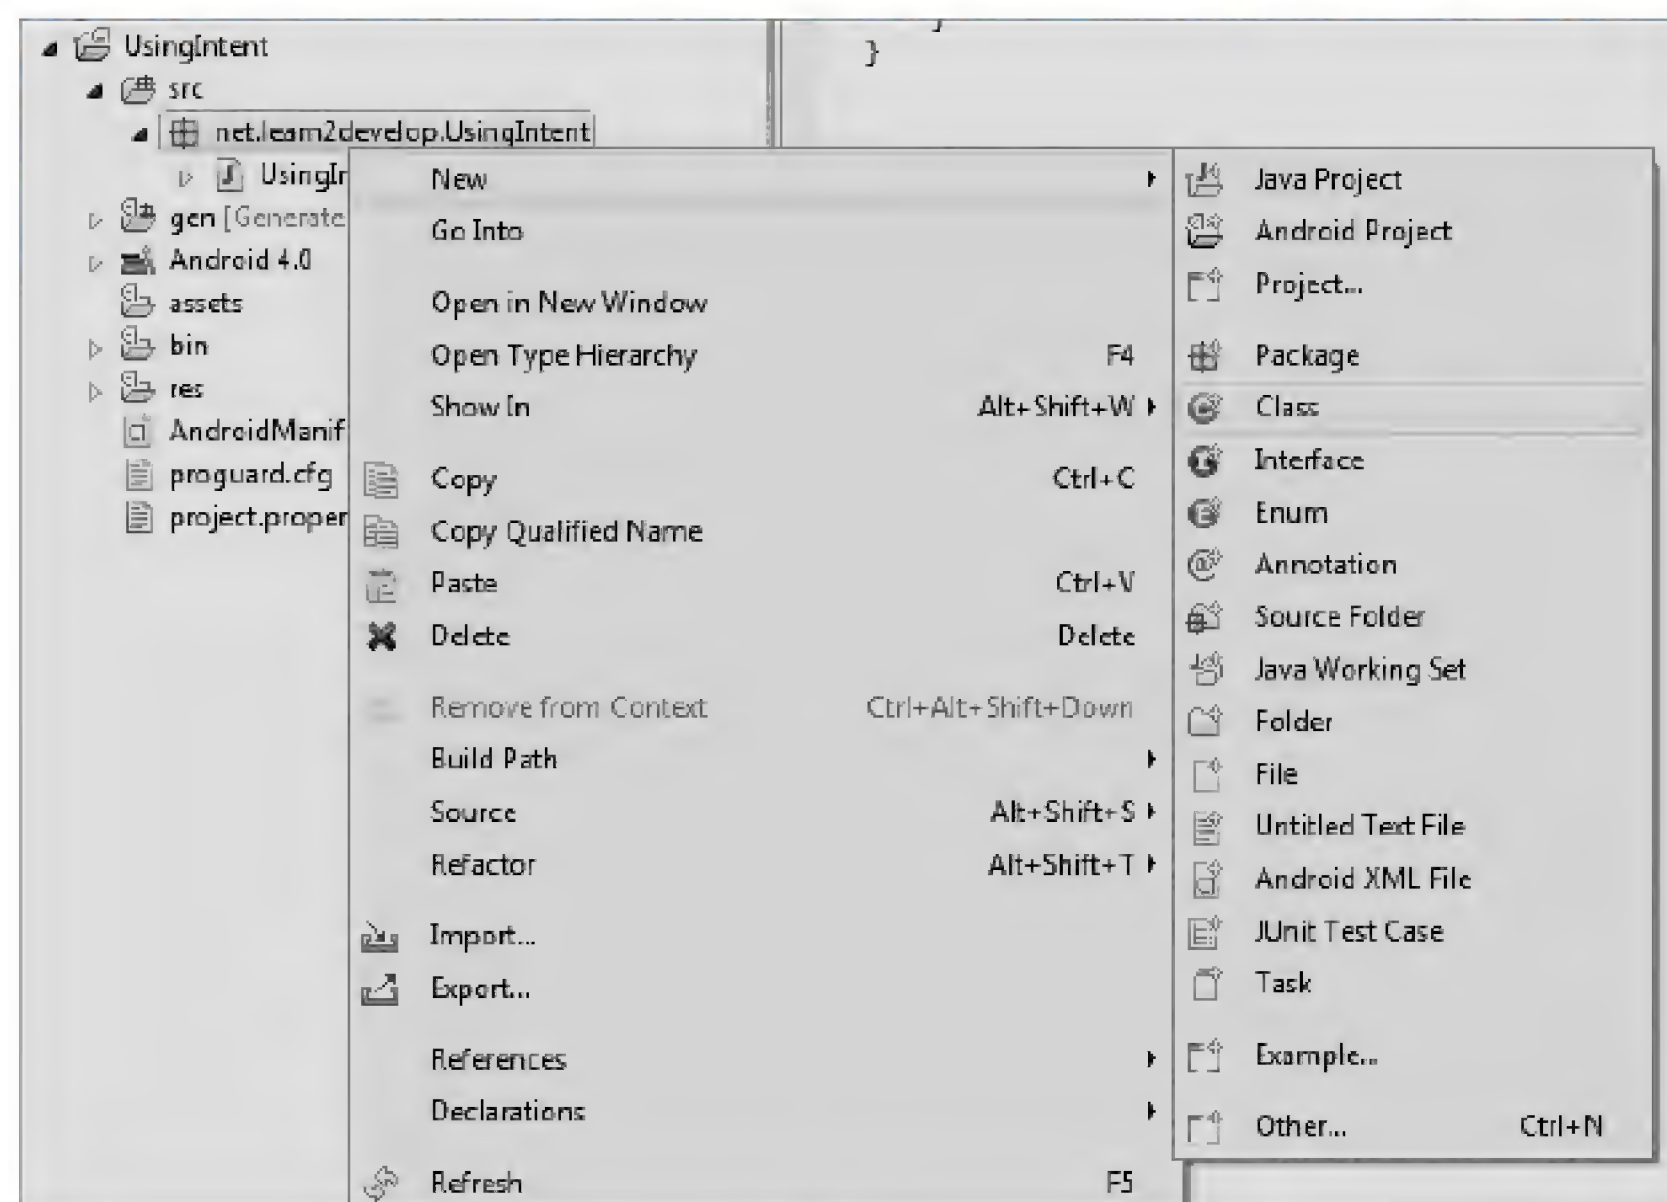 UsingIntent
src
net.learn2develop.UsingIntent
UsingIn
gen [Generate
Android 4.0
assets
bin
res
AndroidManif
proguard.cfg
project.proper
}
}
New
Go Into
Open in New Window
Open Type Hierarchy F4
Show In Alt+Shift+W
Copy Ctrl+C
Copy Qualified Name
Paste Ctrl+V
Delete Delete
Remove from Context Ctrl+Alt+Shift+Down
Build Path
Source Alt+Shift+S
Refactor Alt+Shift+T
Import...
Export...
References
Declarations
Refresh F5
Java Project
Android Project
Project...
Package
Class
Interface
Enum
Annotation
Source Folder
Java Working Set
Folder
File
Untitled Text File
Android XML File
JUnit Test Case
Task
Example...
Other... Ctrl+N